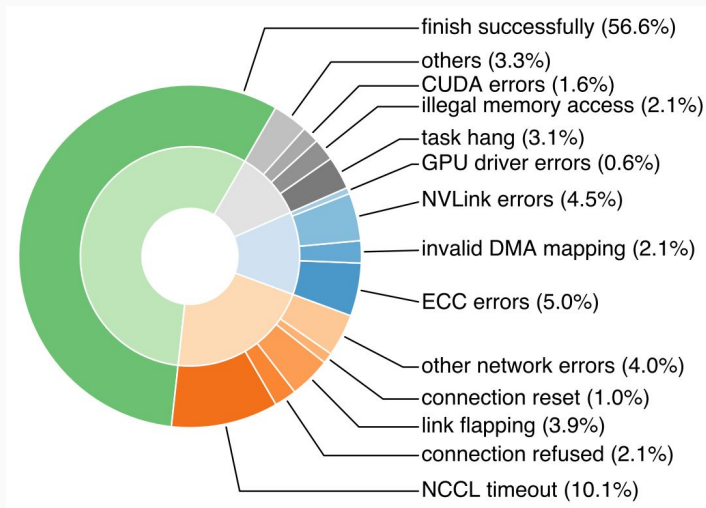 finish successfully (56.6%)
others (3.3%)
CUDA errors (1.6%)
illegal memory access (2.1%)
task hang (3.1%)
GPU driver errors (0.6%)
NVLink errors (4.5%)
invalid DMA mapping (2.1%)
ECC errors (5.0%)
other network errors (4.0%)
connection reset (1.0%)
link flapping (3.9%)
connection refused (2.1%)
NCCL timeout (10.1%)